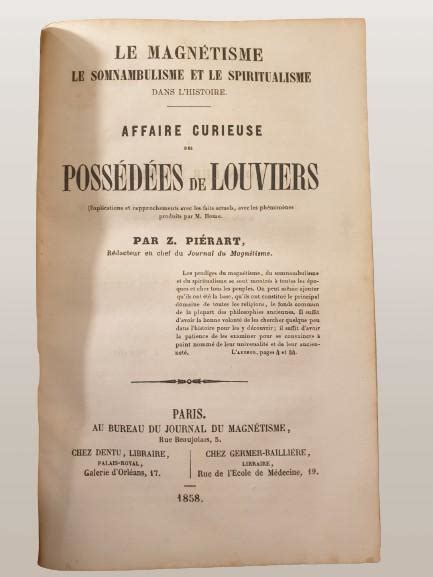 LE MAGNÉTISME
LE SOMNAMBULISME ET LE SPIRITUALISME
DANS L'HISTOIRE.
AFFAIRE CURIEUSE
DES
POSSÉDÉES DE LOUVIERS
(Explications et rapprochements avec les faits actuels, avec les phénomènes
produits par M. Home.
PAR Z. PIÉRART,
Rédacteur en chef du Journal du Magnétisme.
Les prodiges du magnétisme, du somnambulisme
et du spiritualisme se sont montrés à toutes les épo-
ques et chez tous les peuples. On peut même ajouter
qu'ils ont été la base, qu'ils ont constitué le principal
domaine de toutes les religions, le fonds commun
de la plupart des philosophies anciennes. Il suffit
d'avoir la bonne volonté de les chercher quelque peu
dans l'histoire pour les y découvrir; il suffit d'avoir
la patience de les examiner pour se convaincre à
point nommé de leur universalité et de leur ancien-
neté. L'AUTEUR, pages 4 et
PARIS.
AU BUREAU DU JOURNAL DU MAGNÉTISME,
Rue Beaujolais, 5.
CHEZ DENTU, LIBRAIRE,
PALAIS-ROYAL,
Galerie d'Orléans, 17.
CHEZ GERMER-BAILLIÈRE,
LIBRAIRE,
Rue de l'Ecole de Médecine, 19.
1858.